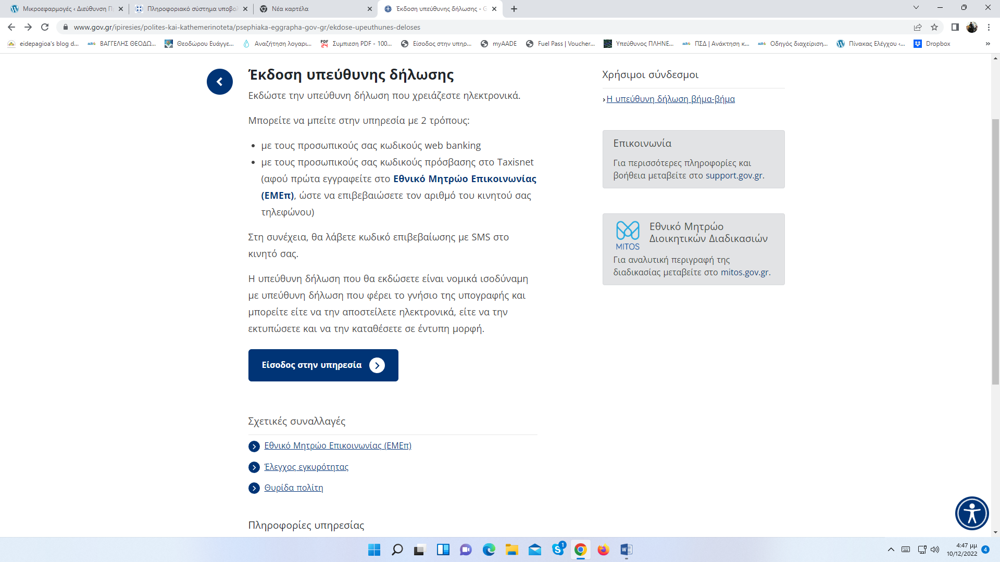 Μικροεφαρμογές ‹ Διεύθυνση Π
Πληροφοριακό σύστημα υποβο
Νέα καρτέλα
Έκδοση υπεύθυνης δήλωσης - G
www.gov.gr/ipiresies/polites-kai-kathemerinoteta/psephiaka-eggrapha-gov-gr/ekdose-upeuthunes-deloses
eidepagioa's blog d...
ΒΑΓΓΕΛΗΣ ΘΕΟΔΩ...
Θεοδώρου Ευάγγε...
Αναζήτηση λογαρι...
PDF 24
Συμπιεση PDF - 100...
Είσοδος στην υπηρ...
myAADE
Fuel Pass | Voucher...
Υπεύθυνος ΠΛΗΝΕ...
ΠΣΔ | Ανάκτηση κ...
Οδηγός διαχείριση...
Πίνακας Ελέγχου ‹...
Dropbox
»
Έκδοση υπεύθυνης δήλωσης
Εκδώστε την υπεύθυνη δήλωση που χρειάζεστε ηλεκτρονικά.
Μπορείτε να μπείτε στην υπηρεσία με 2 τρόπους:
• με τους προσωπικούς σας κωδικούς web banking
• με τους προσωπικούς σας κωδικούς πρόσβασης στο Taxisnet
(αφού πρώτα εγγραφείτε στο Εθνικό Μητρώο Επικοινωνίας
(ΕΜΕπ), ώστε να επιβεβαιώσετε τον αριθμό του κινητού σας
τηλεφώνου)
Στη συνέχεια, θα λάβετε κωδικό επιβεβαίωσης με SMS στο
κινητό σας.
Η υπεύθυνη δήλωση που θα εκδώσετε είναι νομικά ισοδύναμη
με υπεύθυνη δήλωση που φέρει το γνήσιο της υπογραφής και
μπορείτε είτε να την αποστείλετε ηλεκτρονικά, είτε να την
εκτυπώσετε και να την καταθέσετε σε έντυπη μορφή.
Είσοδος στην υπηρεσία
Σχετικές συναλλαγές
Εθνικό Μητρώο Επικοινωνίας (ΕΜΕπ)
Έλεγχος εγκυρότητας
Θυρίδα πολίτη
Πληροφορίες υπηρεσίας
Χρήσιμοι σύνδεσμοι
› Η υπεύθυνη δήλωση βήμα-βήμα
Επικοινωνία
Για περισσότερες πληροφορίες και
βοήθεια μεταβείτε στο support.gov.gr.
MITOS
Εθνικό Μητρώο
Διοικητικών Διαδικασιών
Για αναλυτική περιγραφή της
διαδικασίας μεταβείτε στο mitos.gov.gr.
1
4:47 μμ
10/12/2022
4